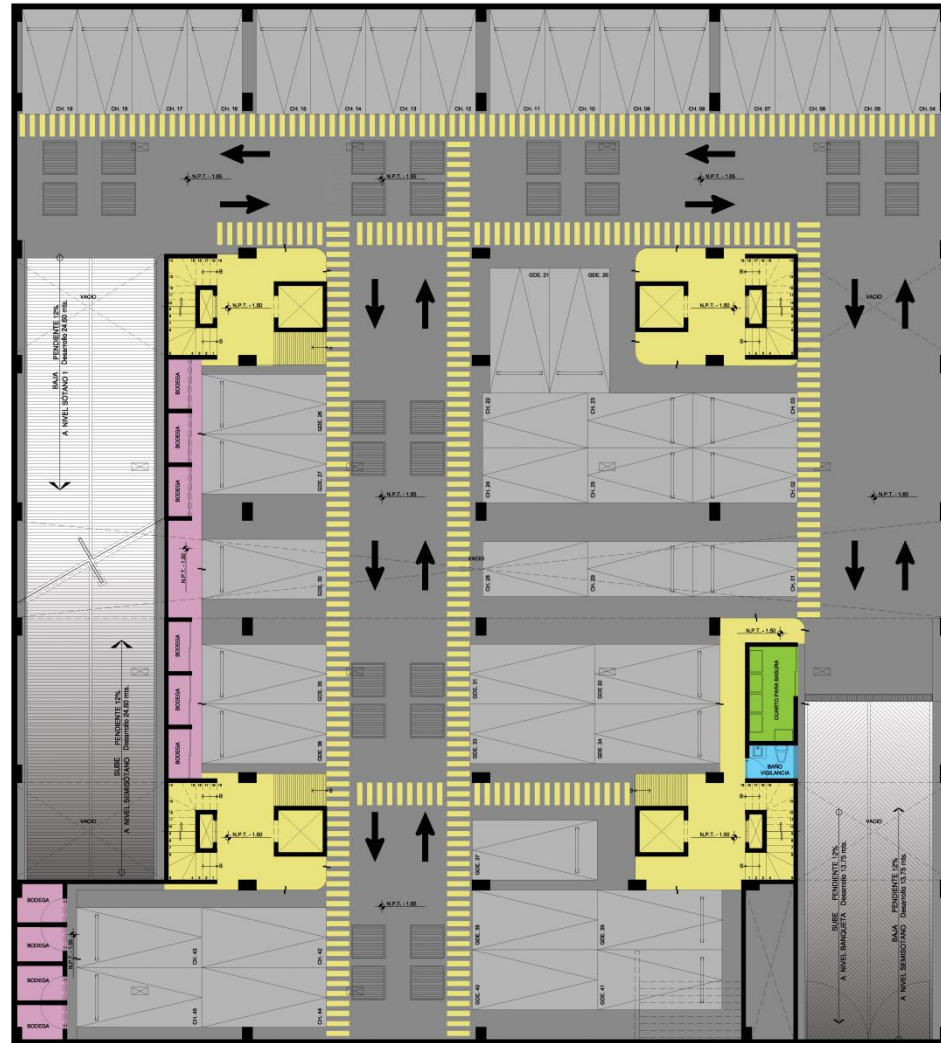 CH. 19
CH. 18
CH. 17
CH. 16
CH. 15
CH. 14
CH. 13
CH. 12
CH. 11
CH. 10
CH. 09
CH. 08
CH. 07
CH. 06
CH. 05
CH. 04
N.P.T. - 1.65
N.P.T. - 1.65
N.P.T. - 1.65
BAJA PENDIENTE 12%
A NIVEL SÓTANO 1 Desarrollo 24.60 mts.
VACIO
B
S
N.P.T. - 1.50
GDE. 21
GDE. 20
N.P.T. - 1.50
B
S
VACIO
BODEGA
BODEGA
BODEGA
GDE. 26
GDE. 27
CH. 22
CH. 23
CH. 03
CH. 24
CH. 25
CH. 02
N.P.T. - 1.65
N.P.T. - 1.65
N.P.T. - 1.50
GDE. 30
VACIO
CH. 28
CH. 29
CH. 01
SUBE PENDIENTE 12%
A NIVEL SEMISÓTANO Desarrollo 24.60 mts.
VACIO
BODEGA
BODEGA
BODEGA
GDE. 35
GDE. 36
GDE. 31
GDE. 32
GDE. 33
GDE. 34
N.P.T. - 1.50
CUARTO PARA BASURA
BAÑO
VIGILANCIA
B
S
N.P.T. - 1.50
B
B
N.P.T. - 1.50
B
S
VACIO
SUBE PENDIENTE 12%
A NIVEL BANQUETA Desarrollo 13.75 mts.
BAJA PENDIENTE 12%
A NIVEL SEMISÓTANO Desarrollo 13.75 mts.
GDE. 37
BODEGA
BODEGA
BODEGA
BODEGA
N.P.T. - 1.50
CH. 43
CH. 42
CH. 45
CH. 44
N.P.T. - 1.65
GDE. 38
GDE. 39
GDE. 40
GDE. 41